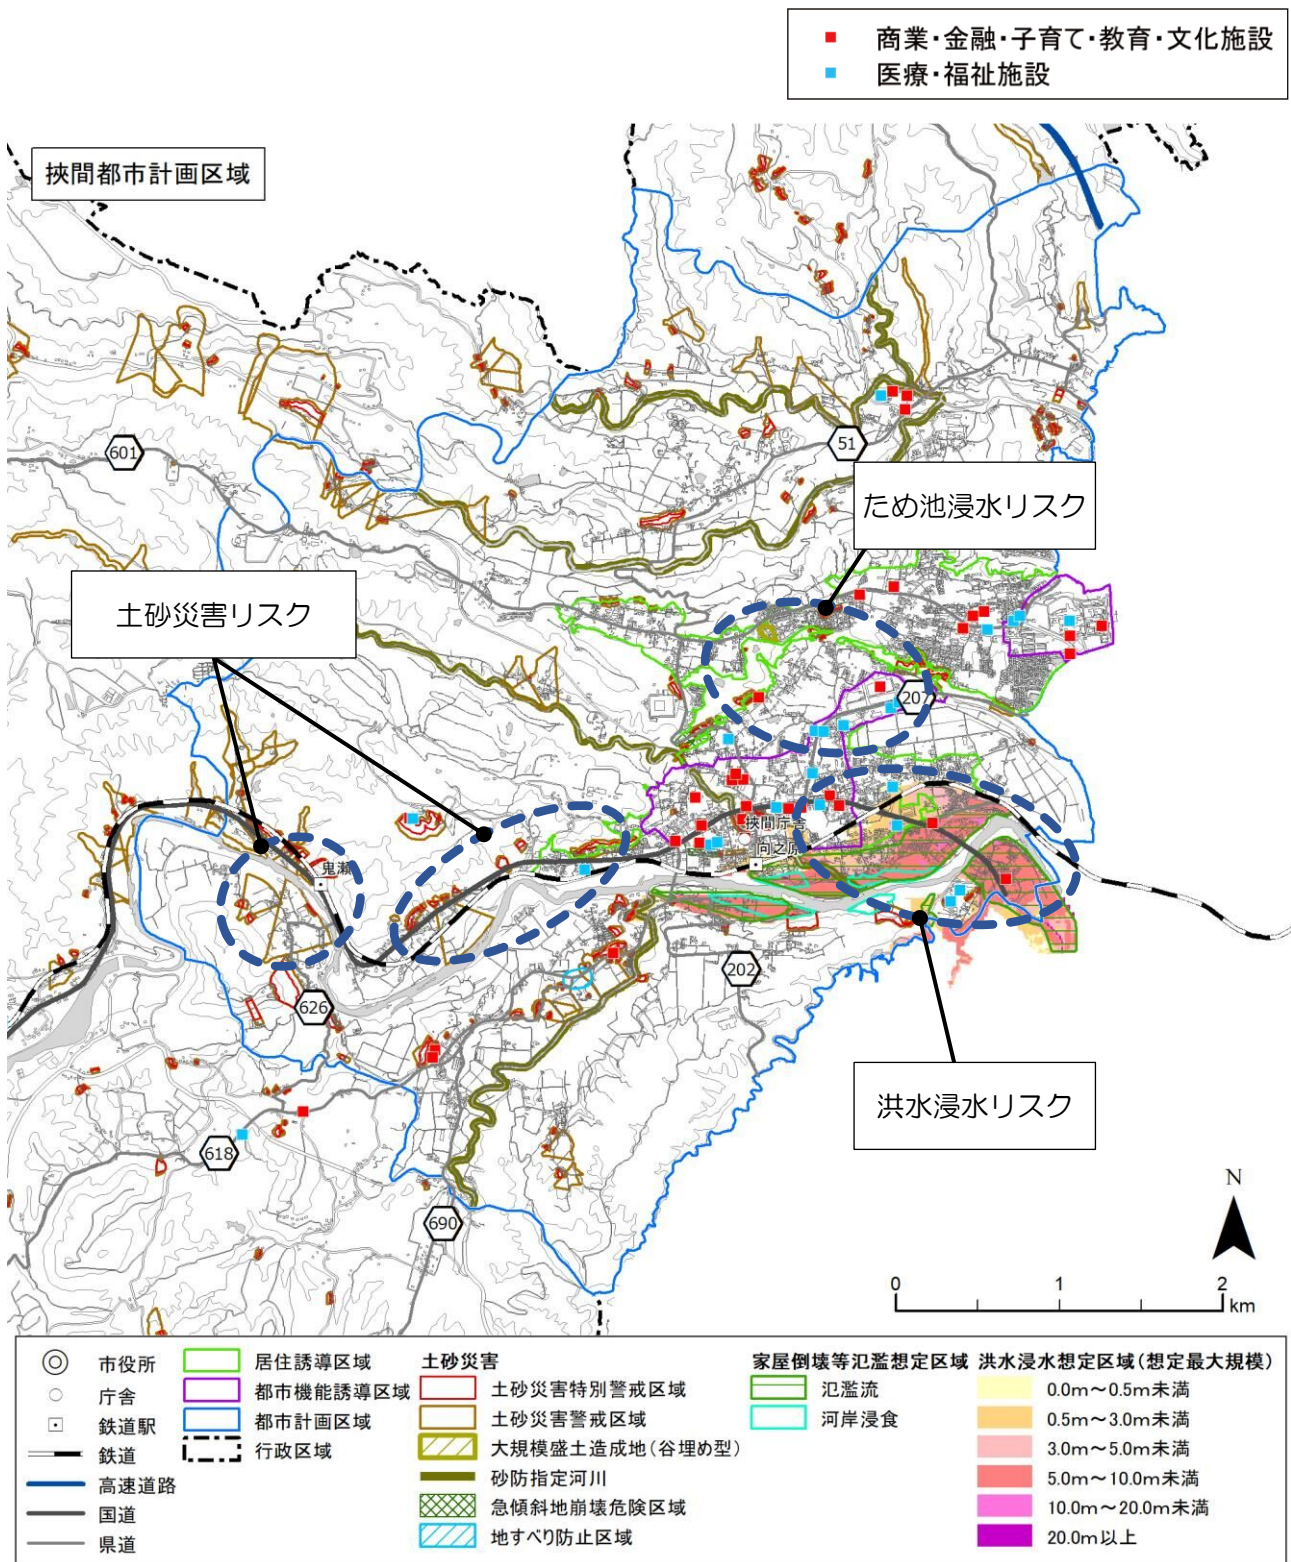 商業・金融・子育て・教育・文化施設
医療・福祉施設
挾間都市計画区域
601
51
ため池浸水リスク
土砂災害リスク
207
挾間庁舎
向之原
鬼瀬
202
626
洪水浸水リスク
618
690
N
0 1 2
km
市役所
庁舎
鉄道駅
鉄道
高速道路
国道
県道
居住誘導区域
都市機能誘導区域
都市計画区域
行政区域
土砂災害
土砂災害特別警戒区域
土砂災害警戒区域
大規模盛土造成地(谷埋め型)
砂防指定河川
急傾斜地崩壊危険区域
地すべり防止区域
家屋倒壊等氾濫想定区域
氾濫流
河岸浸食
洪水浸水想定区域(想定最大規模)
0.0m～0.5m未満
0.5m～3.0m未満
3.0m～5.0m未満
5.0m～10.0m未満
10.0m～20.0m未満
20.0m以上